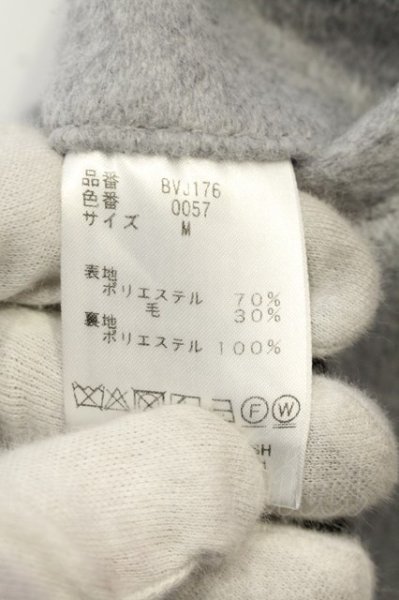 品番 BVJ176
色番 0057
サイズ M
表地
ポリエステル 70%
毛 30%
裏地
ポリエステル 100%
F W
SH